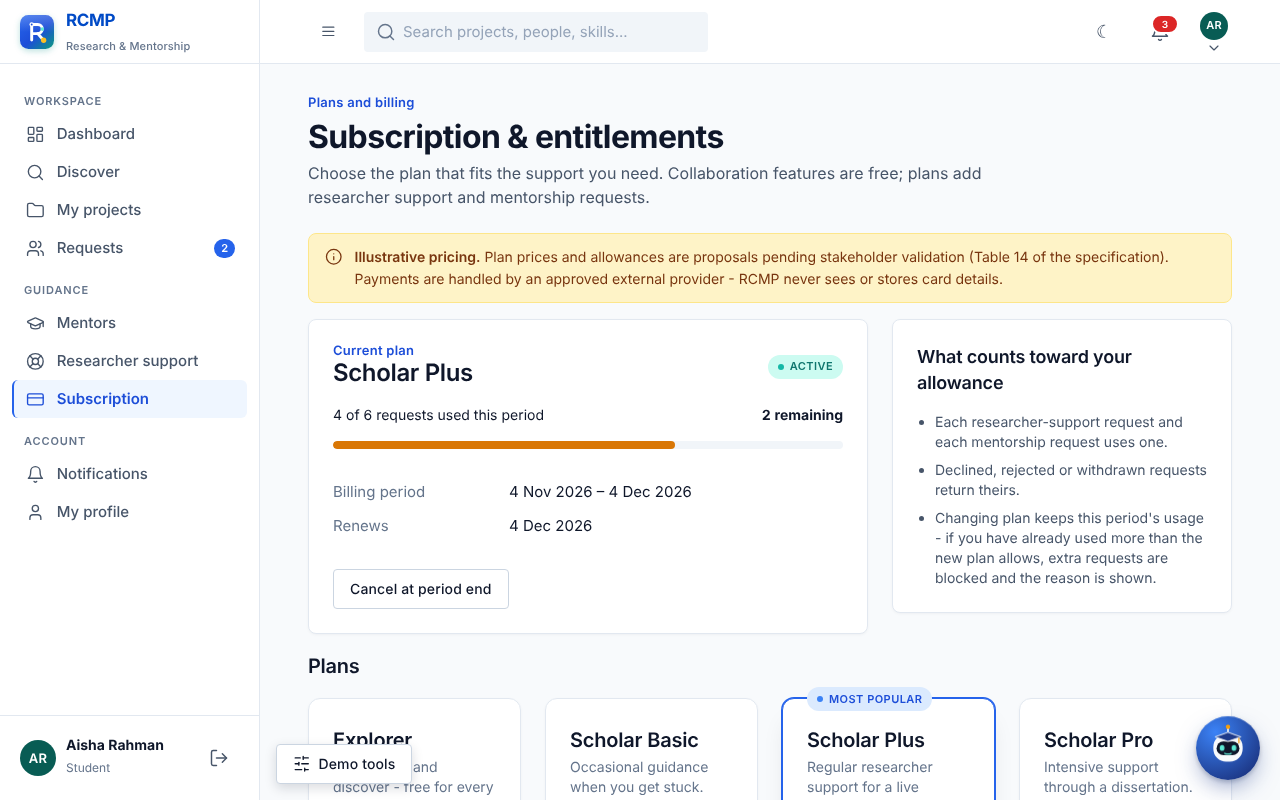 RCMP
Research & Mentorship
Search projects, people, skills...
3
AR
WORKSPACE
Dashboard
Discover
My projects
Requests
2
GUIDANCE
Mentors
Researcher support
Subscription
ACCOUNT
Notifications
My profile
AR
Aisha Rahman
Student
Plans and billing
Subscription & entitlements
Choose the plan that fits the support you need. Collaboration features are free; plans add
researcher support and mentorship requests.
Illustrative pricing. Plan prices and allowances are proposals pending stakeholder validation (Table 14 of the specification).
Payments are handled by an approved external provider - RCMP never sees or stores card details.
Current plan
Scholar Plus
ACTIVE
4 of 6 requests used this period
2 remaining
Billing period
4 Nov 2026 – 4 Dec 2026
Renews
4 Dec 2026
Cancel at period end
What counts toward your
allowance
Each researcher-support request and
each mentorship request uses one.
Declined, rejected or withdrawn requests
return theirs.
Changing plan keeps this period's usage
- if you have already used more than the
new plan allows, extra requests are
blocked and the reason is shown.
Plans
Explorer
and
discover - free for every
Scholar Basic
Occasional guidance
when you get stuck.
MOST POPULAR
Scholar Plus
Regular researcher
support for a live
Scholar Pro
Intensive support
through a dissertation.
Demo tools